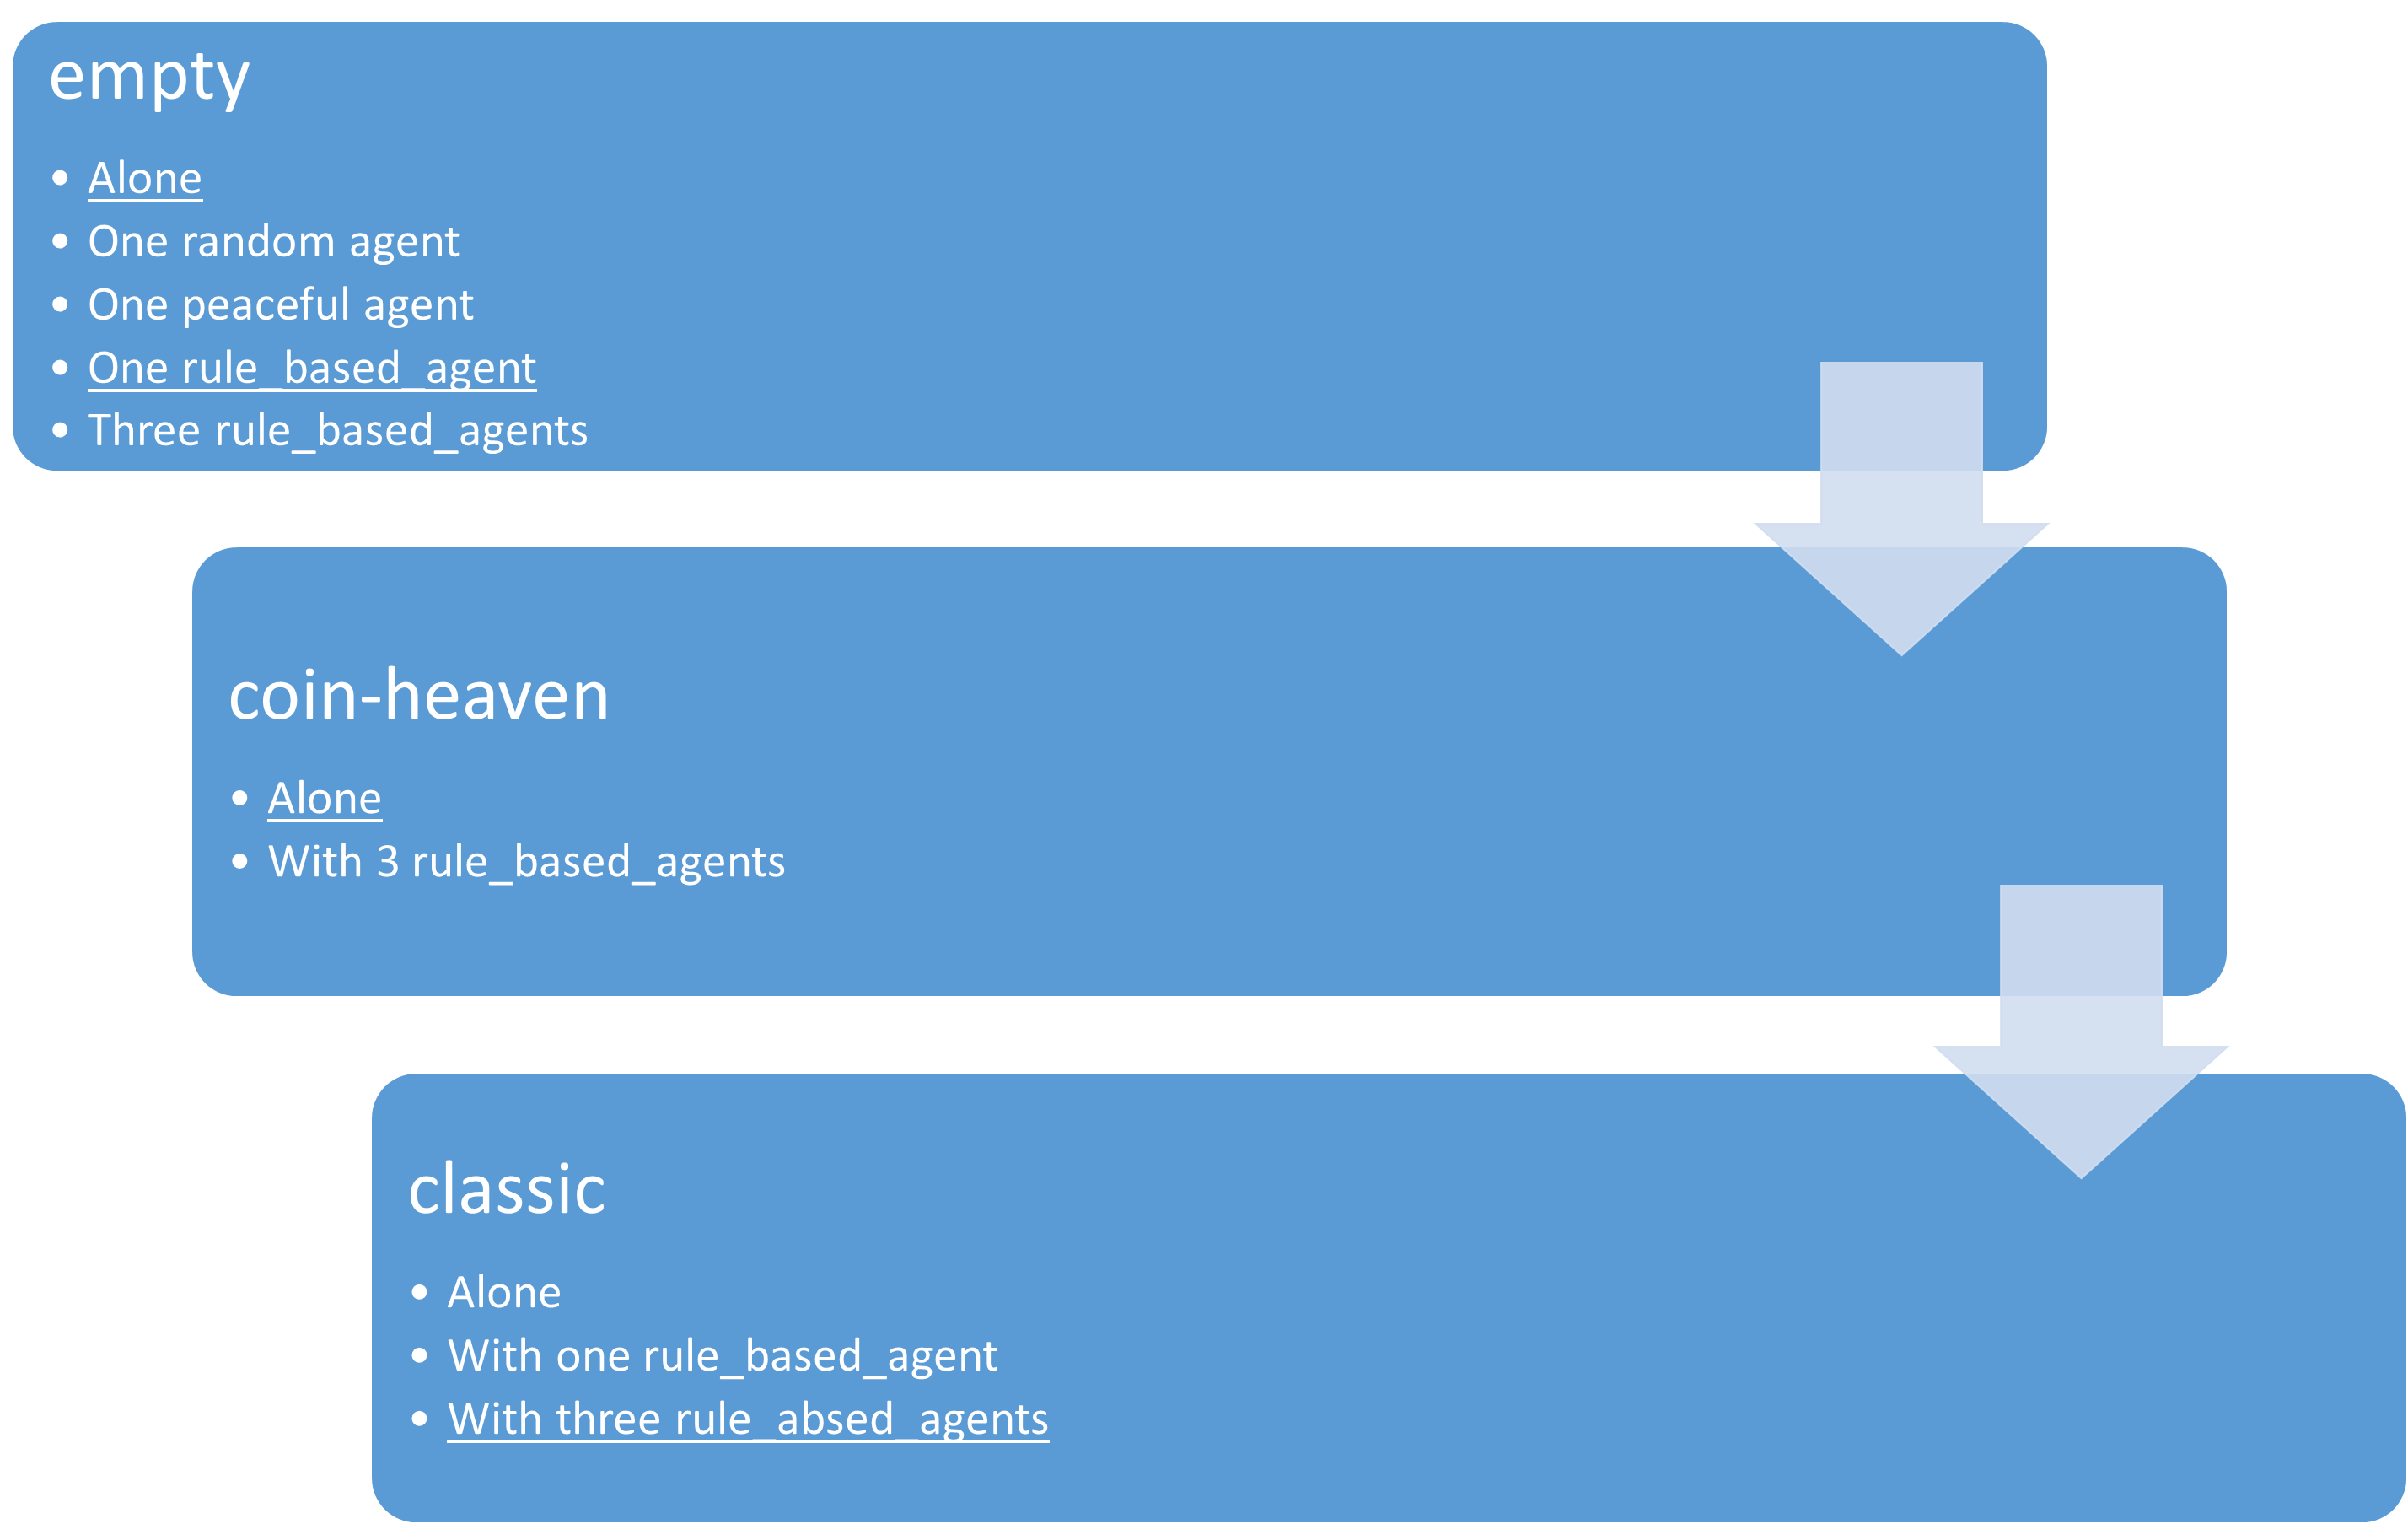 empty
• Alone
• One random agent
• One peaceful agent
• One rule_based_agent
• Three rule_based_agents
coin-heaven
• Alone
• With 3 rule_based_agents
classic
• Alone
• With one rule_based_agent
• With three rule_absed_agents